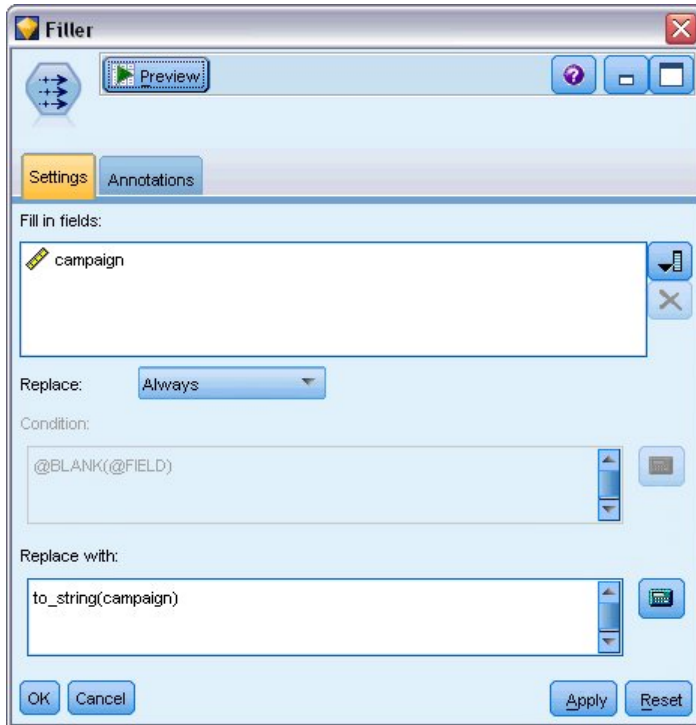 Filler
Preview
Settings Annotations
Fill in fields:
campaign
Replace: Always
Condition:
@BLANK(@FIELD)
Replace with:
to_string(campaign)
OK Cancel Apply Reset